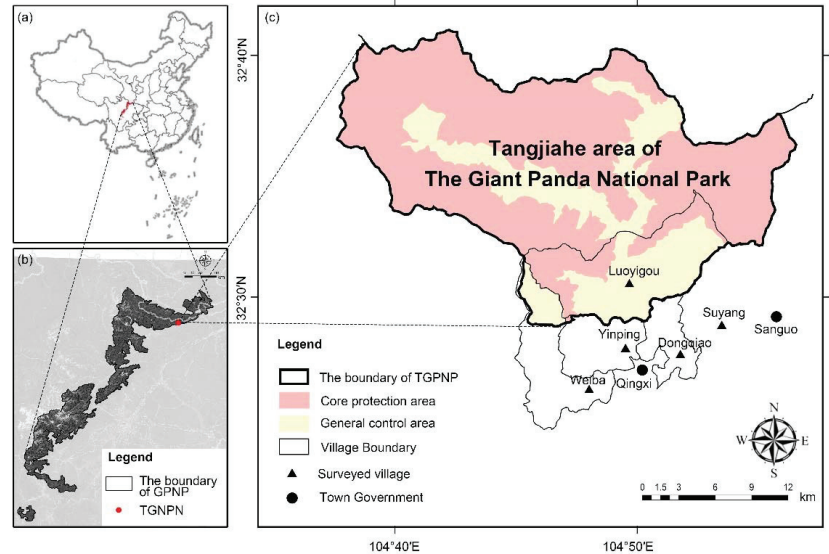 (a)
(b)
Legend
The boundary
of GPNP
TGNPN
(c)
32°40'N
32°30'N
Tangjiahe area of
The Giant Panda National Park
Luoyigou
Suyang
Sanguo
Yinping
Dongqiao
Weiba
Qingxi
Legend
The boundary of TGPNP
Core protection area
General control area
Village Boundary
Surveyed village
Town Government
N
W
E
S
0 1.5 3 6 9 12
km
104°40'E
104°50'E